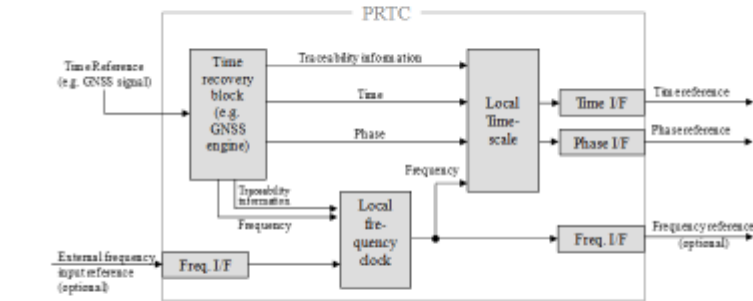 PRTC
Time Reference
(e.g. GNSS signal)
Time
recovery
block
(e.g.
GNSS
engine)
Traceability information
Time
Phase
Local
Time-
scale
Time I/F
Time reference
Phase I/F
Phase reference
Frequency
Traceability
information
Frequency
Local
fre-
quency
clock
External frequency
input reference
(optional)
Freq. I/F
Freq. I/F
Frequency reference
(optional)